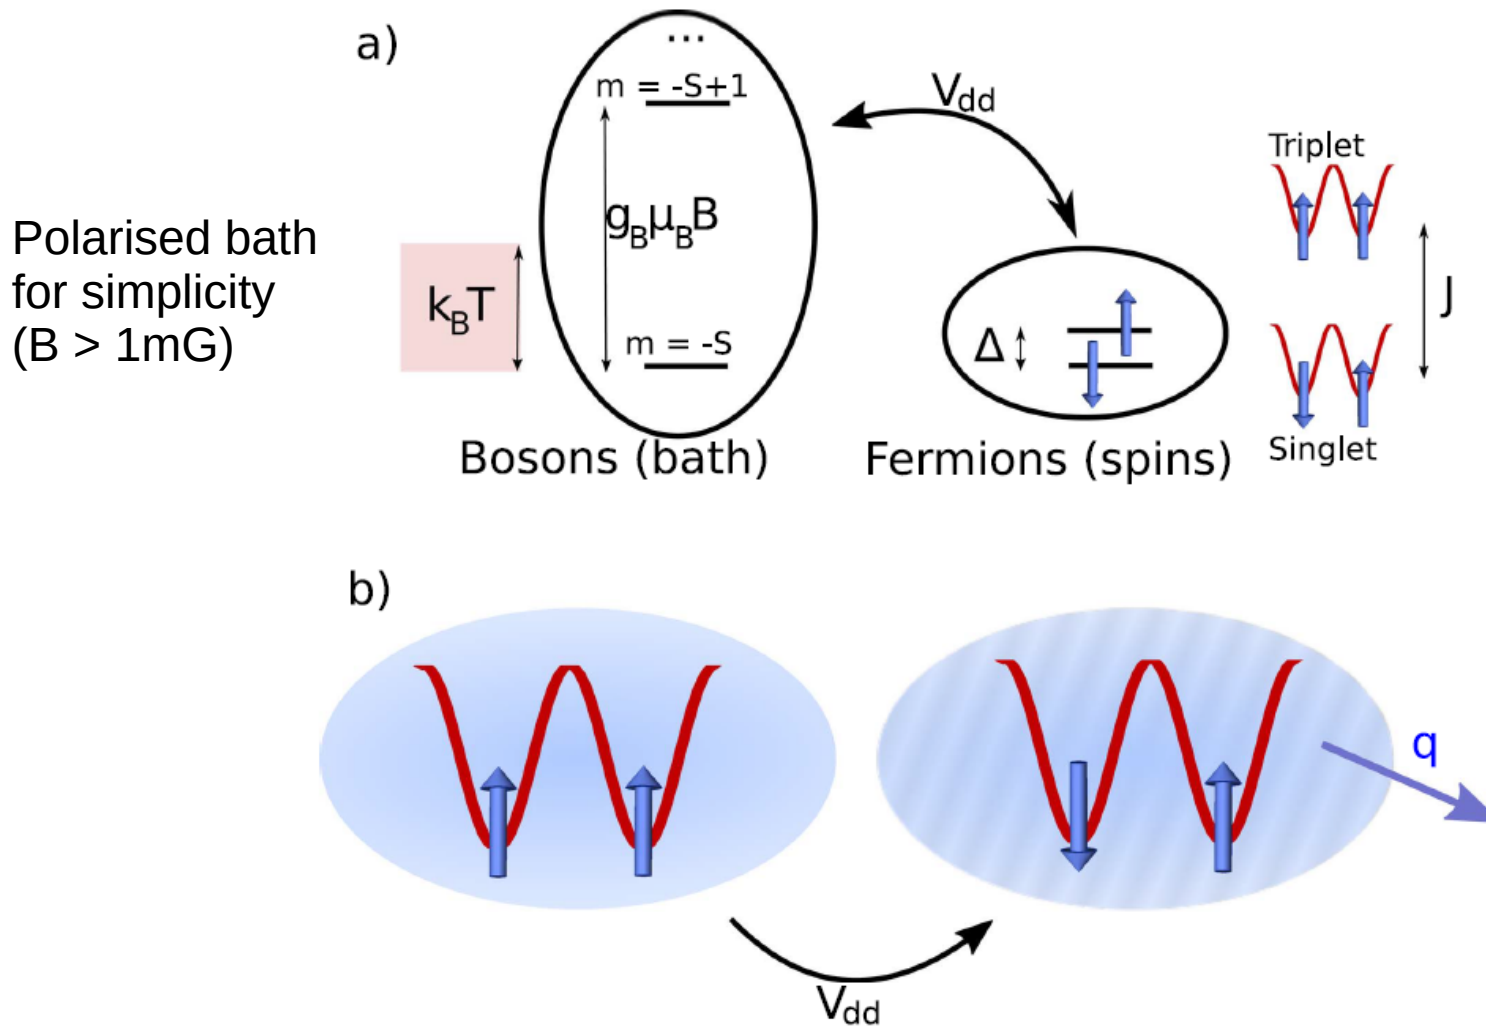 a)
...
m = -S+1
V_dd
Triplet
g_Bμ_BB
Polarised bath
for simplicity
(B > 1mG)
k_BT
J
Δ
m = -S
Bosons (bath)
Fermions (spins)
Singlet
b)
q
V_dd